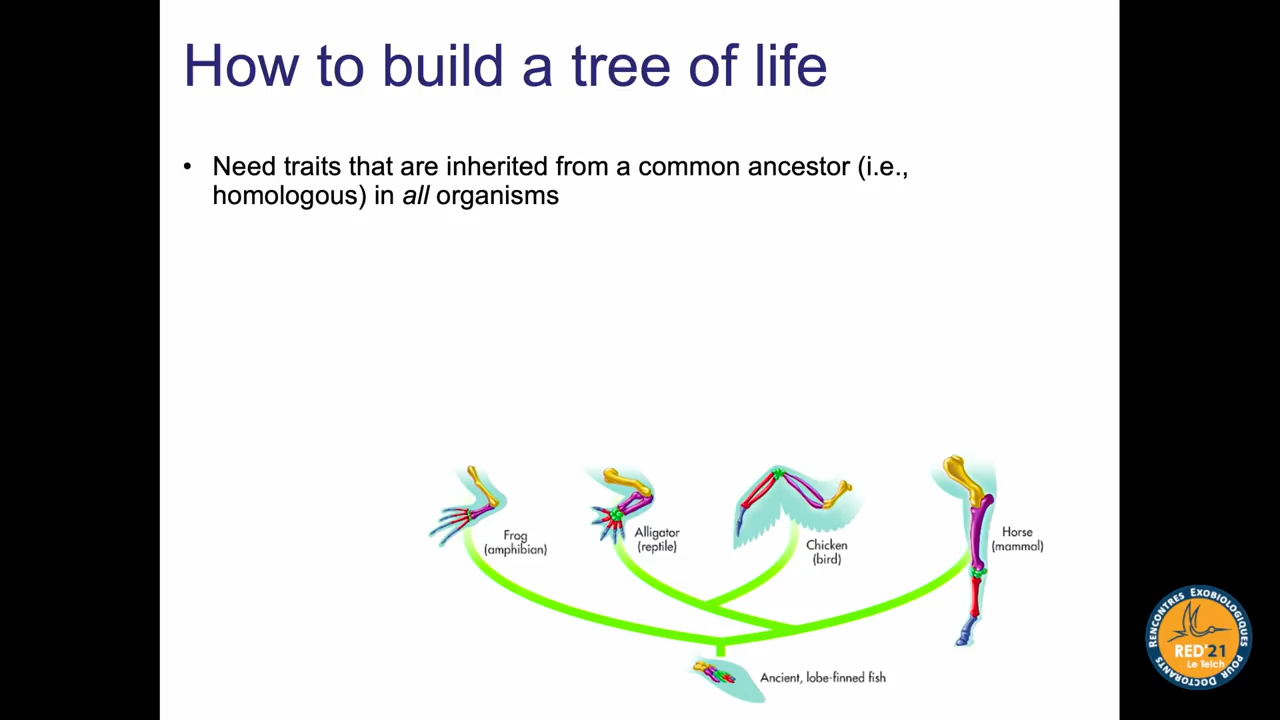 How to build a tree of life
• Need traits that are inherited from a common ancestor (i.e.,
homologous) in all organisms
Frog
(amphibian)
Alligator
(reptile)
Chicken
(bird)
Horse
(mammal)
Ancient, lobe-finned fish
RENCONTRES EXOBIOLOGIQUES POUR DOCTORANTS
RED'21
Le Teich